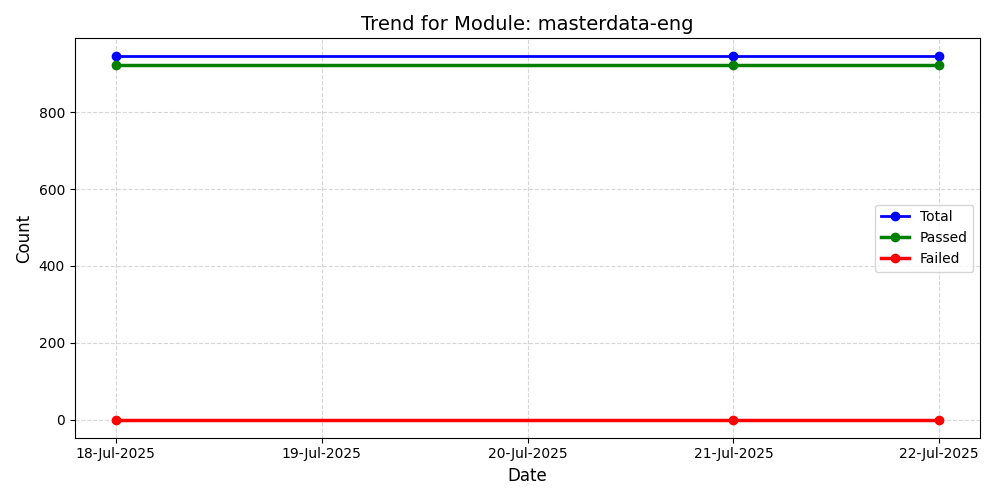 Trend for Module: masterdata-eng
800
600
400
200
0
Count
Total
Passed
Failed
18-Jul-2025
19-Jul-2025
20-Jul-2025
21-Jul-2025
22-Jul-2025
Date